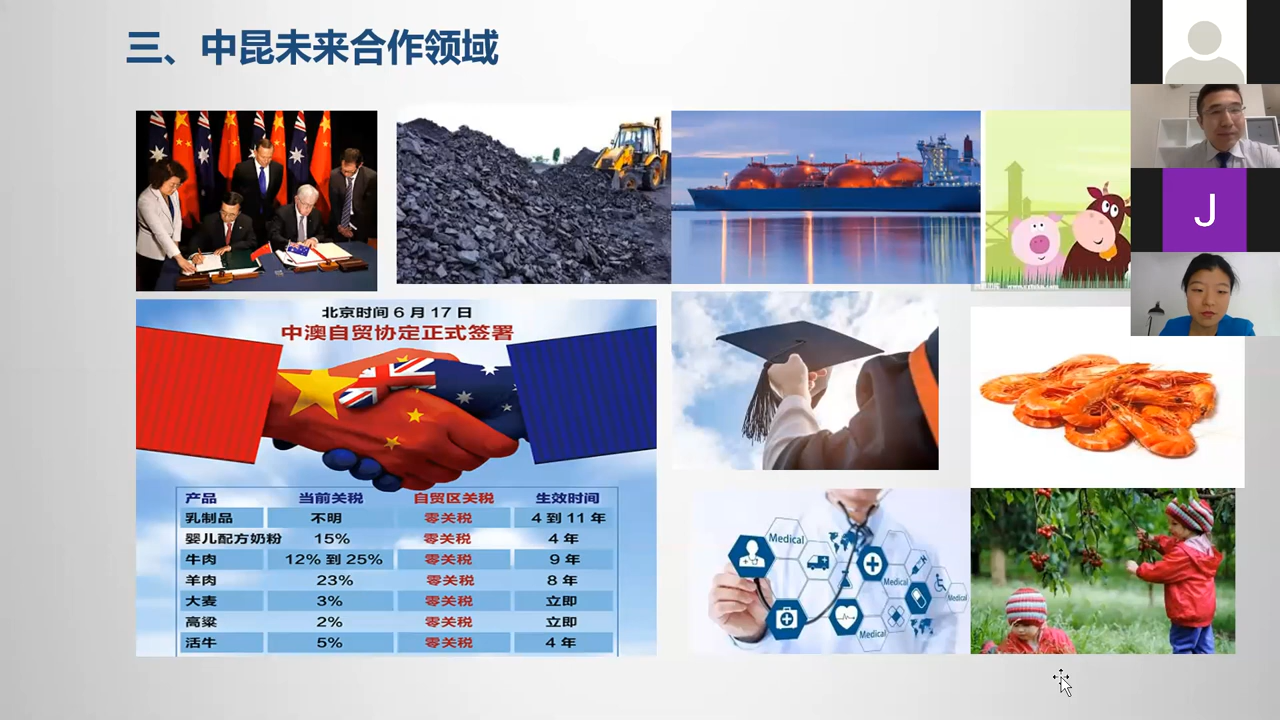 三、中昆未来合作领域
J
北京时间 6 月 17 日
中澳自贸协定正式签署
产品 当前关税 自贸区关税 生效时间
乳制品 不明 零关税 4 到 11 年
婴儿配方奶粉 15% 零关税 4 年
牛肉 12% 到 25% 零关税 9 年
羊肉 23% 零关税 8 年
大麦 3% 零关税 立即
高粱 2% 零关税 立即
活牛 5% 零关税 4 年
Medical
Medical
Medical
Medical